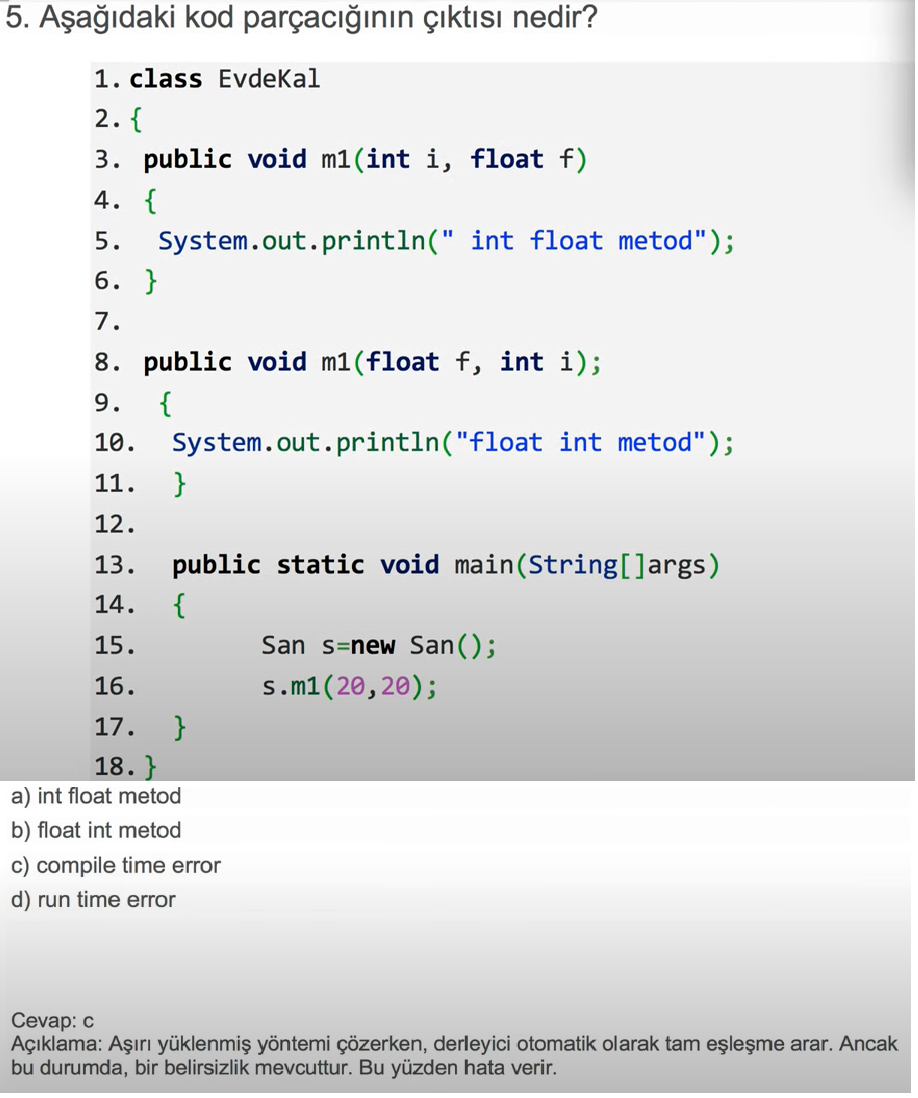 5. Aşağıdaki kod parçacığının çıktısı nedir?
1. class EvdeKal
2. {
3. public void m1(int i, float f)
4. {
5. System.out.println(" int float metod");
6. }
7.
8. public void m1(float f, int i);
9. {
10. System.out.println("float int metod");
11. }
12.
13. public static void main(String[]args)
14. {
15. San s=new San();
16. s.m1(20,20);
17. }
18. }
a) int float metod
b) float int metod
c) compile time error
d) run time error
Cevap: c
Açıklama: Aşırı yüklenmiş yöntemi çözerken, derleyici otomatik olarak tam eşleşme arar. Ancak
bu durumda, bir belirsizlik mevcuttur. Bu yüzden hata verir.